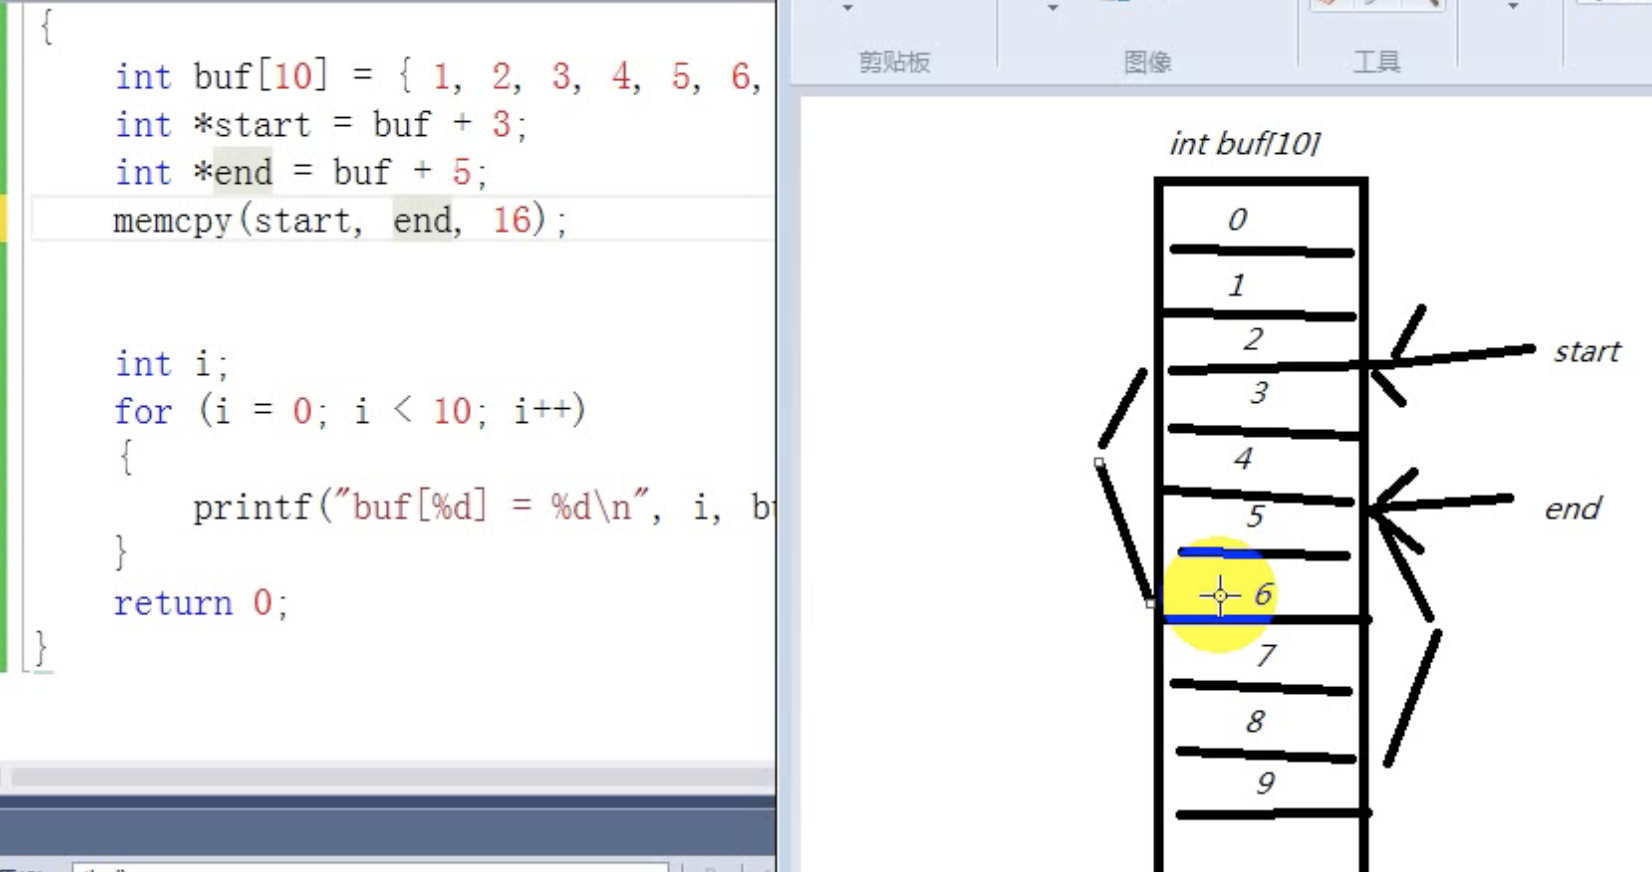 {
int buf[10] = { 1, 2, 3, 4, 5, 6,
int *start = buf + 3;
int *end = buf + 5;
memcpy(start, end, 16);
int i;
for (i = 0; i < 10; i++)
{
printf("buf[%d] = %d\n", i, bu
}
return 0;
}
剪贴板
图像
工具
int buf[10]
0
1
2
start
3
4
end
5
6
7
8
9